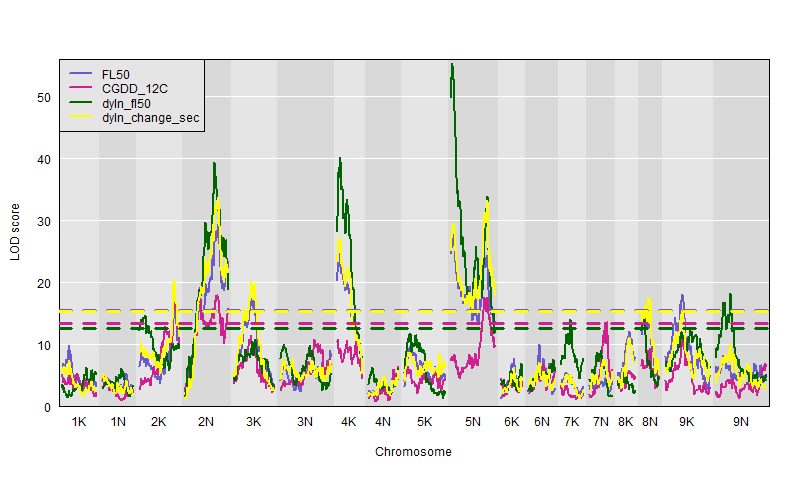 FL50
CGDD_12C
dyln_fl50
dyln_change_sec
LOD score
50
40
30
20
10
0
1K 1N 2K 2N 3K 3N 4K 4N 5K 5N 6K 6N 7K 7N 8K 8N 9K 9N
Chromosome